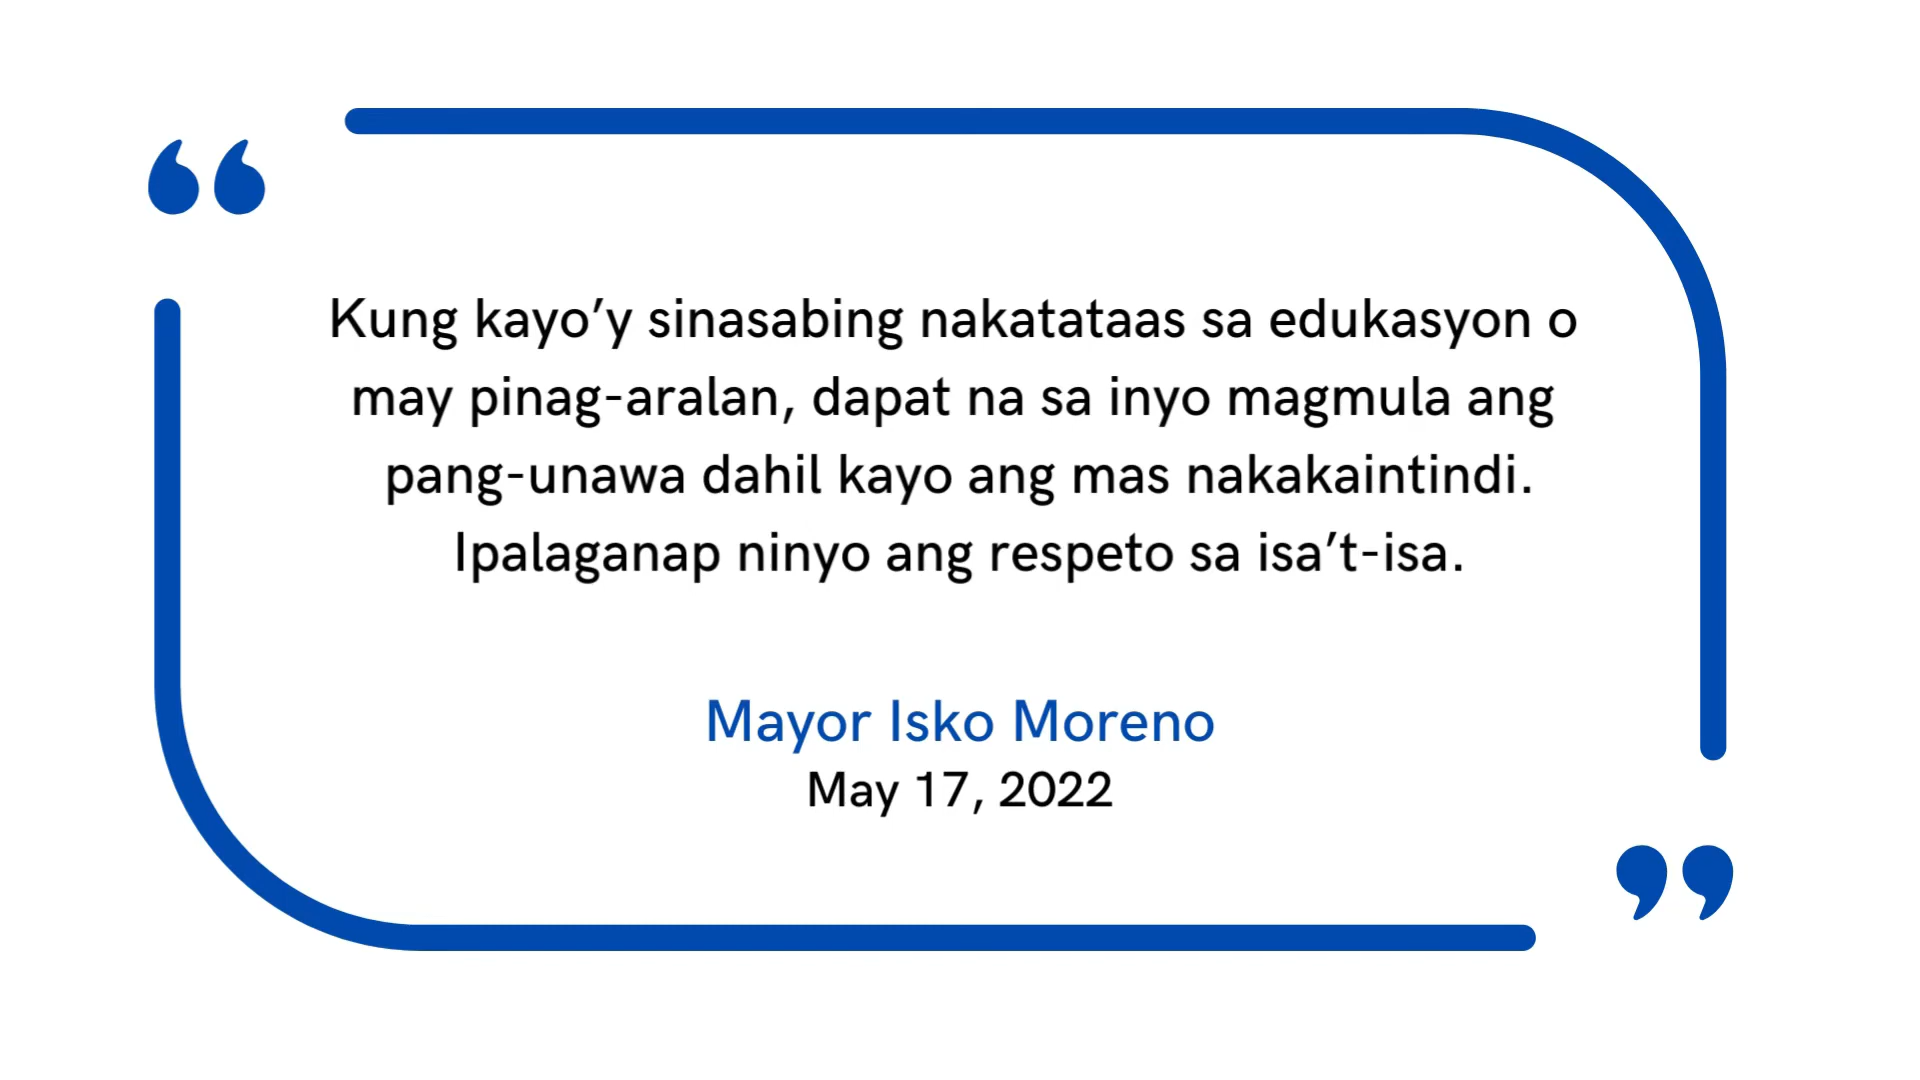 Kung kayo’y sinasabing nakatataas sa edukasyon o
may pinag-aralan, dapat na sa inyo magmula ang
pang-unawa dahil kayo ang mas nakakaintindi.
Ipalaganap ninyo ang respeto sa isa’t-isa.
Mayor Isko Moreno
May 17, 2022